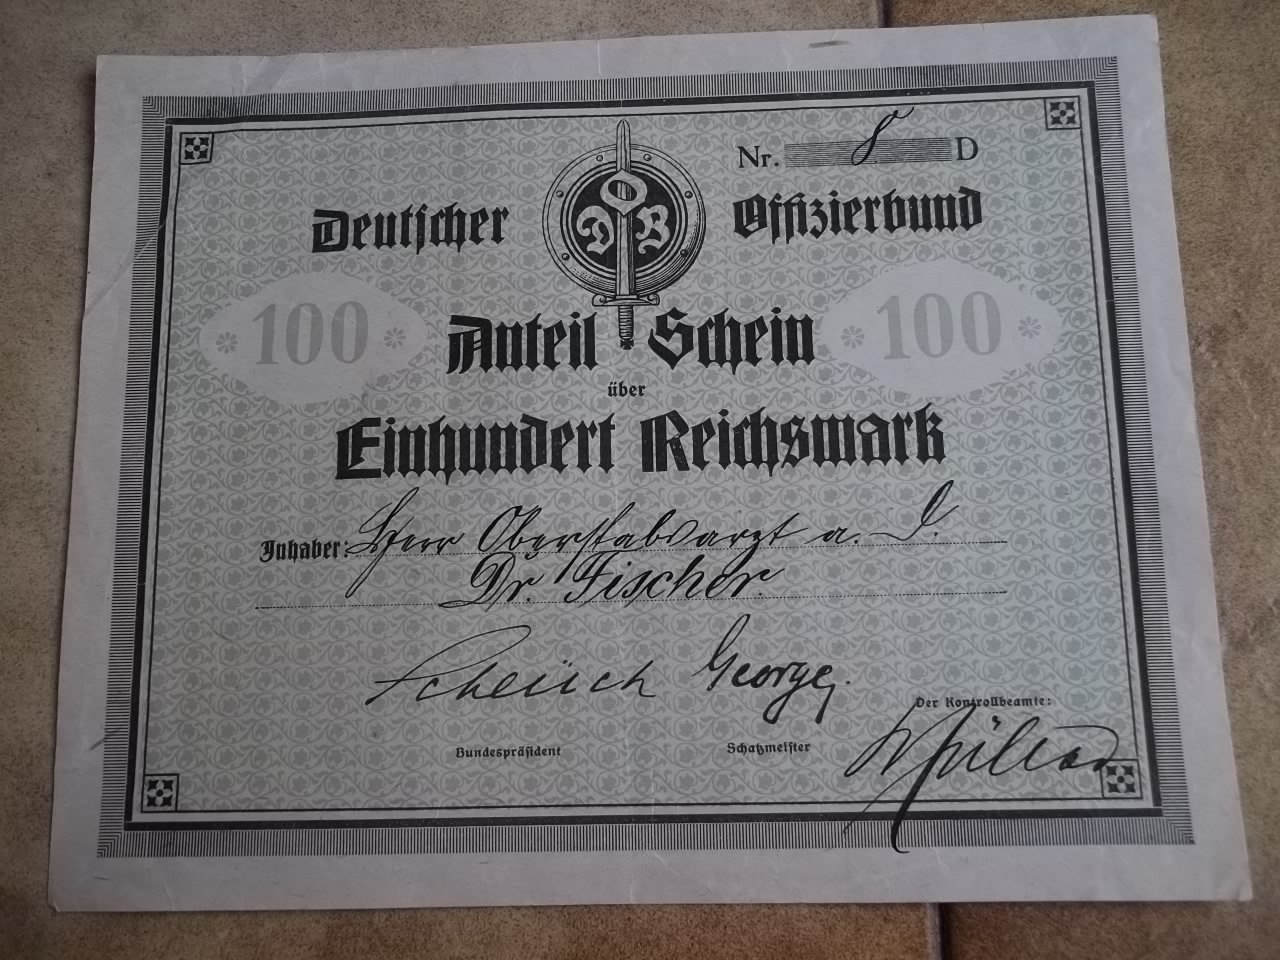 Nr. 8 D
Deutscher DOB Offizierbund
100 Anteil Schein 100
über
Einhundert Reichsmark
Inhaber: Herr Oberstabsarzt a. D.
Dr. Fischer.
Scheüch George.
Der Kontrollbeamte:
Bundespräsident Schatzmeister